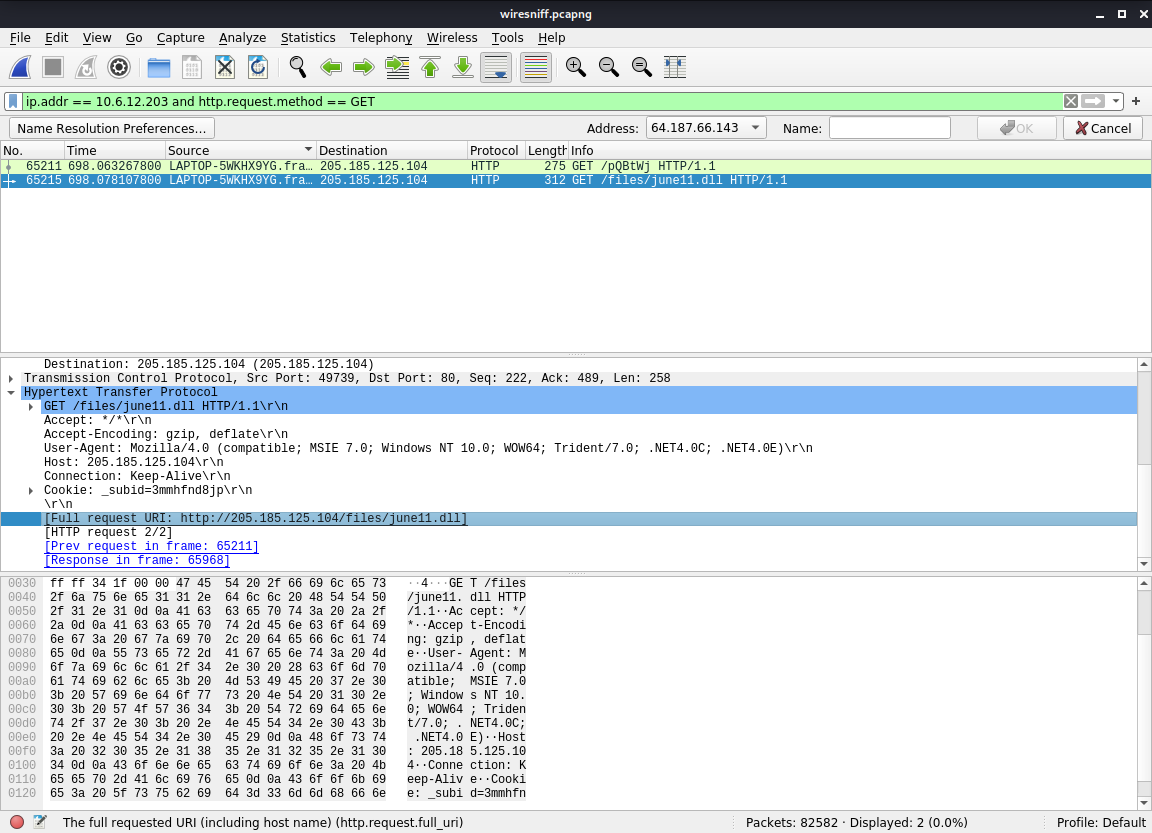 wiresniff.pcapng
File Edit View Go Capture Analyze Statistics Telephony Wireless Tools Help
ip.addr == 10.6.12.203 and http.request.method == GET
Name Resolution Preferences… Address: 64.187.66.143 Name: OK Cancel
No. Time Source Destination Protocol Length Info
65211 698.063267800 LAPTOP-5WKHX9YG.fra… 205.185.125.104 HTTP 275 GET /pQBtWj HTTP/1.1
65215 698.078107800 LAPTOP-5WKHX9YG.fra… 205.185.125.104 HTTP 312 GET /files/june11.dll HTTP/1.1
Destination: 205.185.125.104 (205.185.125.104)
Transmission Control Protocol, Src Port: 49739, Dst Port: 80, Seq: 222, Ack: 489, Len: 258
Hypertext Transfer Protocol
GET /files/june11.dll HTTP/1.1\r\n
Accept: */*\r\n
Accept-Encoding: gzip, deflate\r\n
User-Agent: Mozilla/4.0 (compatible; MSIE 7.0; Windows NT 10.0; WOW64; Trident/7.0; .NET4.0C; .NET4.0E)\r\n
Host: 205.185.125.104\r\n
Connection: Keep-Alive\r\n
Cookie: _subid=3mmhfnd8jp\r\n
\r\n
[Full request URI: http://205.185.125.104/files/june11.dll]
[HTTP request 2/2]
[Prev request in frame: 65211]
[Response in frame: 65968]
0030 ff ff 34 1f 00 00 47 45 54 20 2f 66 69 6c 65 73 ··4···GE T /files
0040 2f 6a 75 6e 65 31 31 2e 64 6c 6c 20 48 54 54 50 /june11. dll HTTP
0050 2f 31 2e 31 0d 0a 41 63 63 65 70 74 3a 20 2a 2f /1.1··Ac cept: */
0060 2a 0d 0a 41 63 63 65 70 74 2d 45 6e 63 6f 64 69 *··Accep t-Encodi
0070 6e 67 3a 20 67 7a 69 70 2c 20 64 65 66 6c 61 74 ng: gzip , deflat
0080 65 0d 0a 55 73 65 72 2d 41 67 65 6e 74 3a 20 4d e··User- Agent: M
0090 6f 7a 69 6c 6c 61 2f 34 2e 30 20 28 63 6f 6d 70 ozilla/4 .0 (comp
00a0 61 74 69 62 6c 65 3b 20 4d 53 49 45 20 37 2e 30 atible; MSIE 7.0
00b0 3b 20 57 69 6e 64 6f 77 73 20 4e 54 20 31 30 2e ; Window s NT 10.
00c0 30 3b 20 57 4f 57 36 34 3b 20 54 72 69 64 65 6e 0; WOW64 ; Triden
00d0 74 2f 37 2e 30 3b 20 2e 4e 45 54 34 2e 30 43 3b t/7.0; . NET4.0C;
00e0 20 2e 4e 45 54 34 2e 30 45 29 0d 0a 48 6f 73 74 .NET4.0 E)··Host
00f0 3a 20 32 30 35 2e 31 38 35 2e 31 32 35 2e 31 30 : 205.18 5.125.10
0100 34 0d 0a 43 6f 6e 6e 65 63 74 69 6f 6e 3a 20 4b 4··Conne ction: K
0110 65 65 70 2d 41 6c 69 76 65 0d 0a 43 6f 6f 6b 69 eep-Aliv e··Cooki
0120 65 3a 20 5f 73 75 62 69 64 3d 33 6d 6d 68 66 6e e: _subi d=3mmhfn
The full requested URI (including host name) (http.request.full_uri) Packets: 82582 · Displayed: 2 (0.0%) Profile: Default